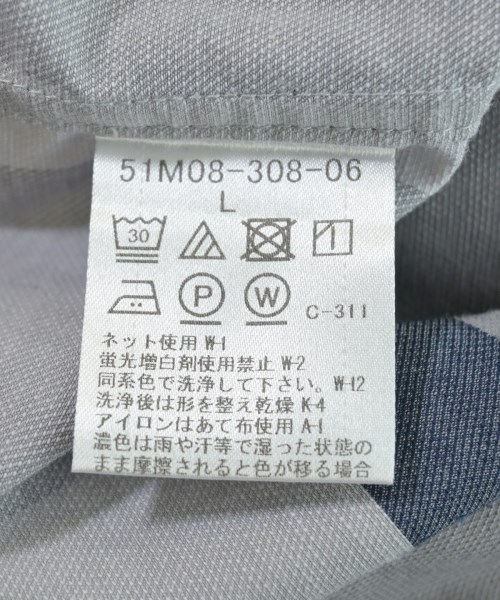 51M08-308-06
L
30
P W C-311
ネット使用 W-1
蛍光増白剤使用禁止 W-2
同系色で洗浄して下さい。W-12
洗浄後は形を整え乾燥 K-4
アイロンはあて布使用 A-1
濃色は雨や汗等で湿った状態の
まま摩擦されると色が移る場合